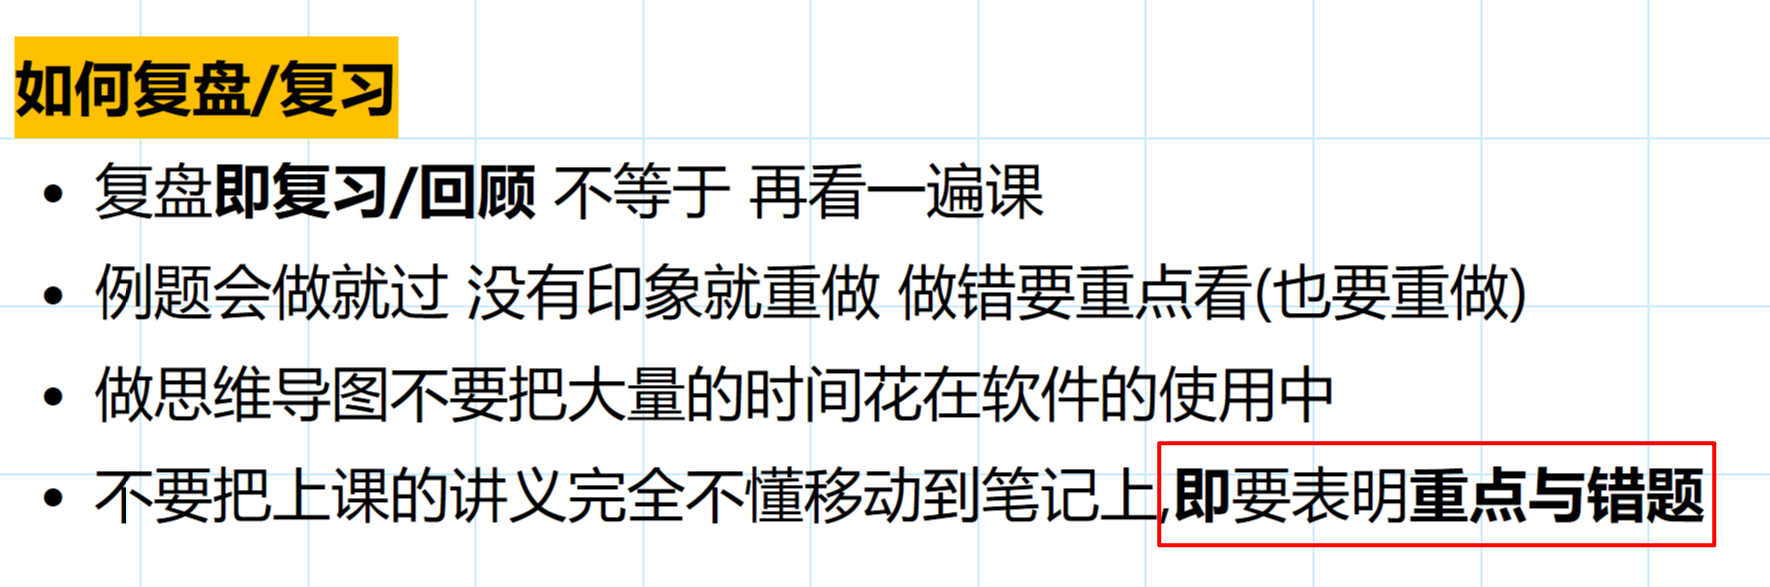 如何复盘/复习
• 复盘即复习/回顾 不等于 再看一遍课
• 例题会做就过 没有印象就重做 做错要重点看(也要重做)
• 做思维导图不要把大量的时间花在软件的使用中
• 不要把上课的讲义完全不懂移动到笔记上,即要表明重点与错题